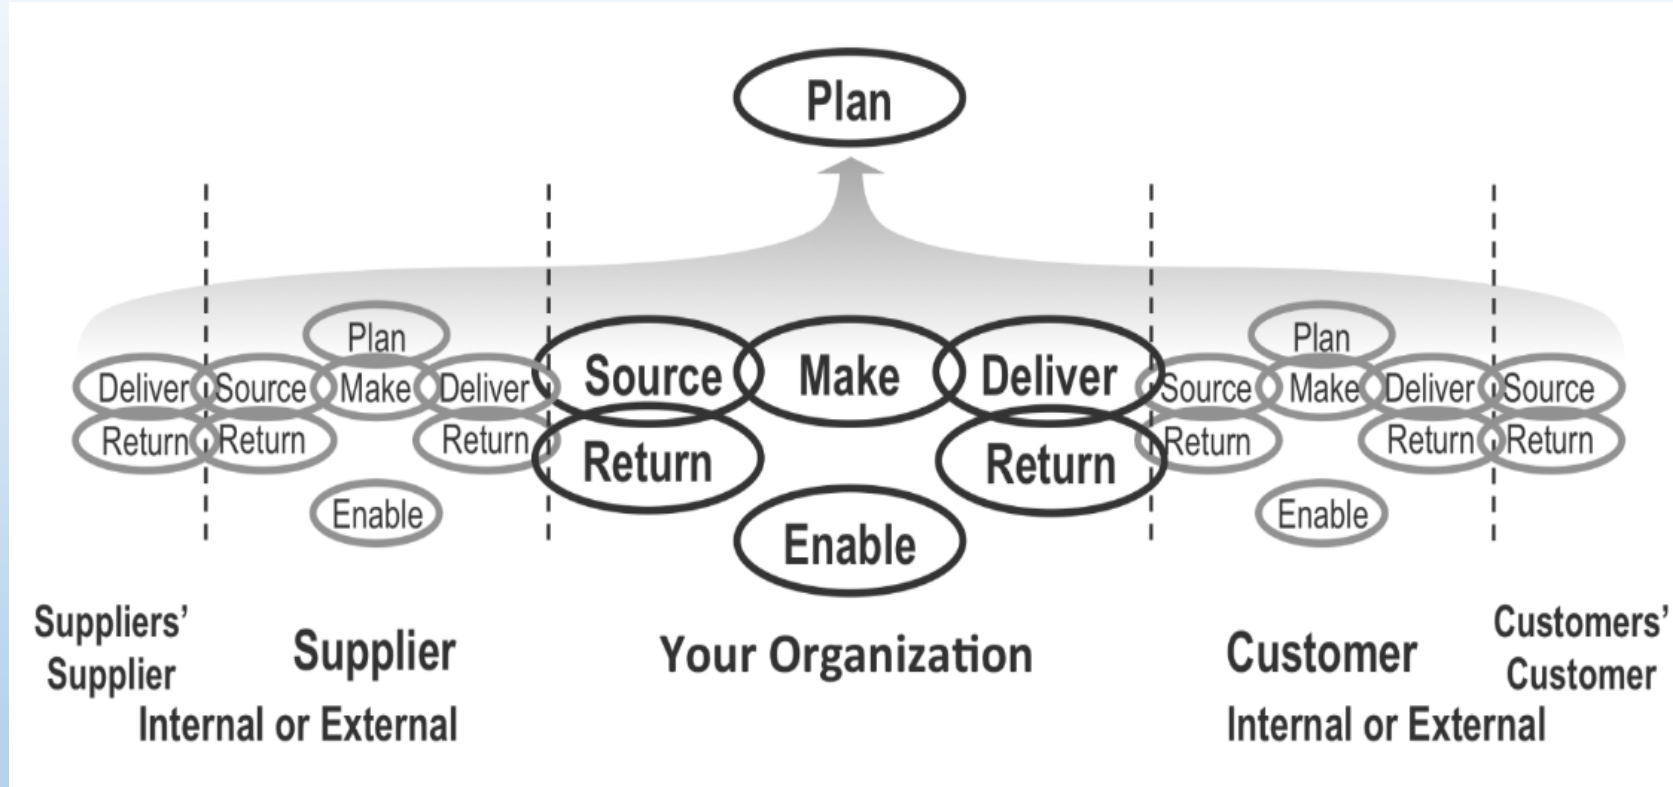 Plan
Plan
Plan
Deliver Source Make Deliver Source Make Deliver Source Make Deliver Source
Return Return Return Return Return Return Return Return
Enable Enable Enable
Suppliers’
Supplier
Supplier
Internal or External
Your Organization
Customer
Internal or External
Customers’
Customer